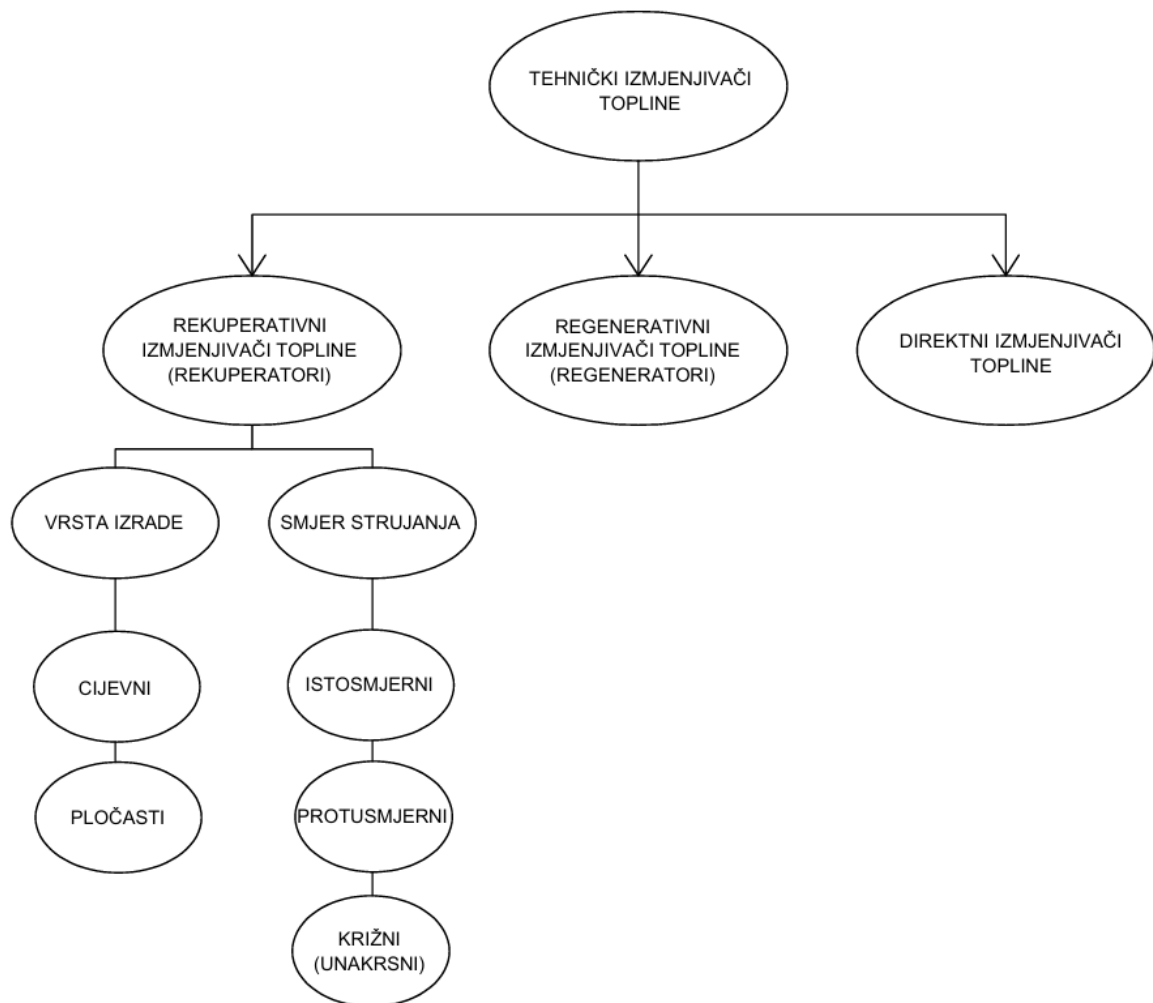 TEHNIČKI IZMJENJIVAČI
TOPLINE
REKUPERATIVNI
IZMJENJIVAČI TOPLINE
(REKUPERATORI)
REGENERATIVNI
IZMJENJIVAČI TOPLINE
(REGENERATORI)
DIREKTNI IZMJENJIVAČI
TOPLINE
VRSTA IZRADE
SMJER STRUJANJA
CIJEVNI
ISTOSMJERNI
PLOČASTI
PROTUSMJERNI
KRIŽNI
(UNAKRSNI)